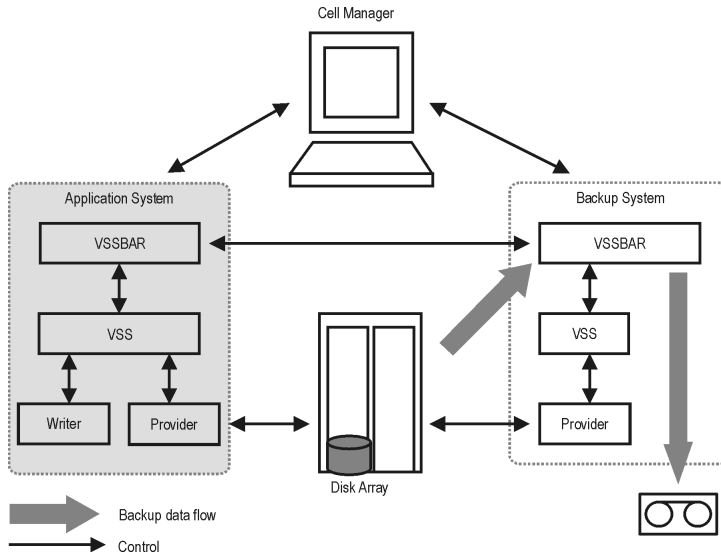 Cell Manager
Application System
Backup System
VSSBAR
VSSBAR
VSS
VSS
Writer
Provider
Provider
Disk Array
Backup data flow
Control